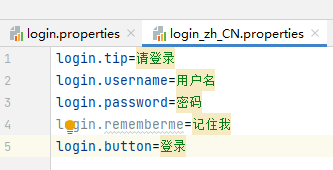 login.properties login_zh_CN.properties
1 login.tip=请登录
2 login.username=用户名
3 login.password=密码
4 login.rememberme=记住我
5 login.button=登录